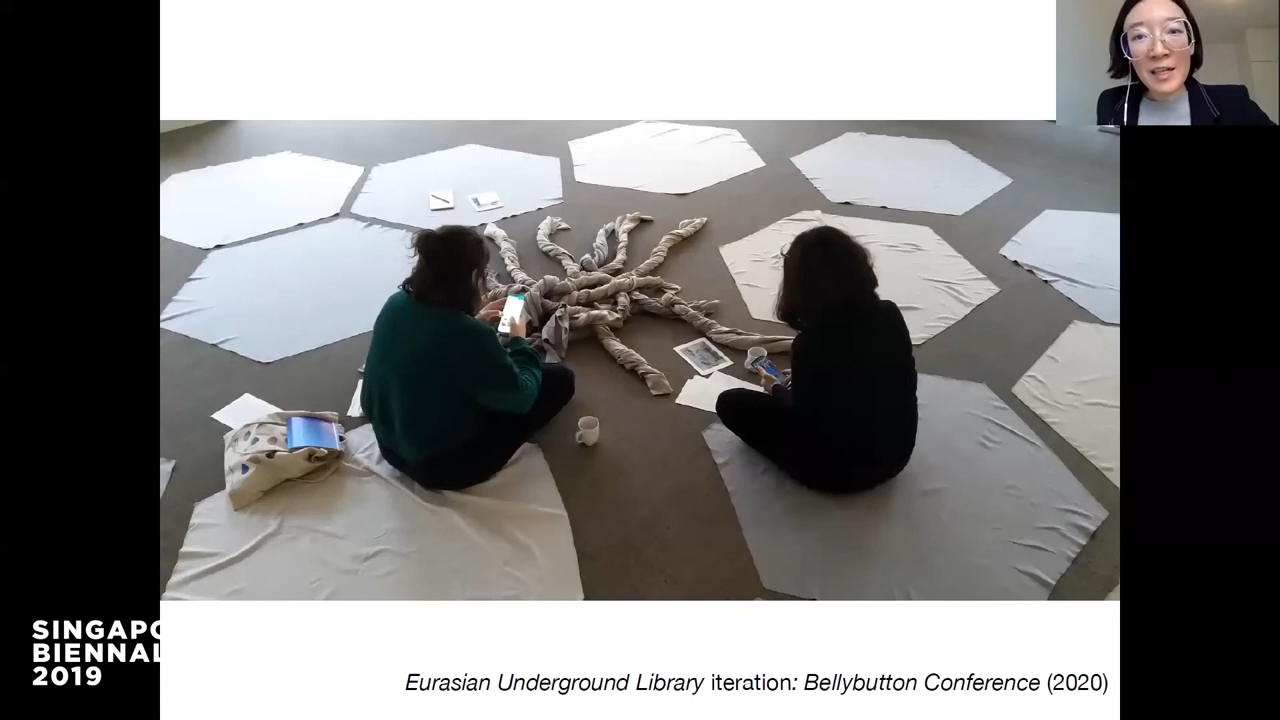 SINGAPO
BIENNAL
2019
Eurasian Underground Library iteration: Bellybutton Conference (2020)